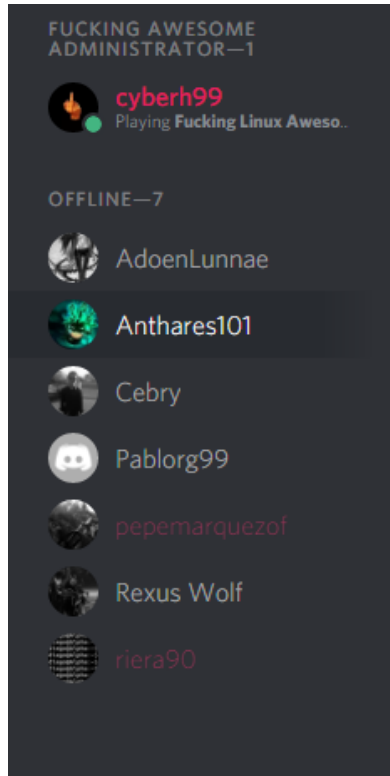 FUCKING AWESOME
ADMINISTRATOR—1
cyberh99
Playing Fucking Linux Aweso..
OFFLINE—7
AdoenLunnae
Anthares101
Cebry
Pablorg99
pepemarquezof
Rexus Wolf
riera90